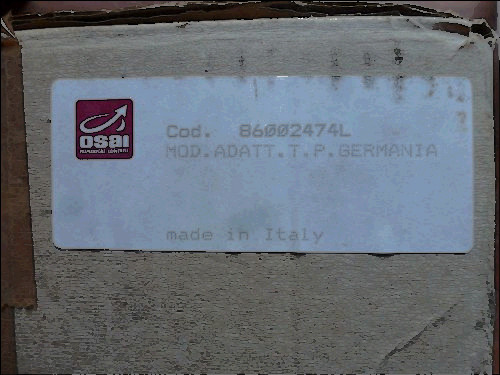 osai
Cod. 86002474L
MOD.ADATT.T.P.GERMANIA
made in Italy